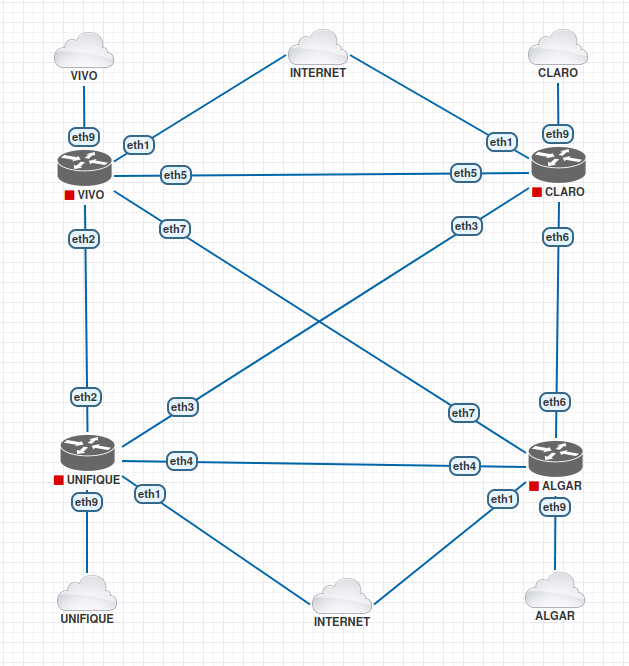 VIVO
INTERNET
CLARO
eth9
eth1
eth1
eth9
VIVO
eth5
eth5
CLARO
eth2
eth7
eth3
eth6
eth2
eth3
eth7
eth6
UNIFIQUE
eth4
eth4
ALGAR
eth9
eth1
eth1
eth9
UNIFIQUE
INTERNET
ALGAR